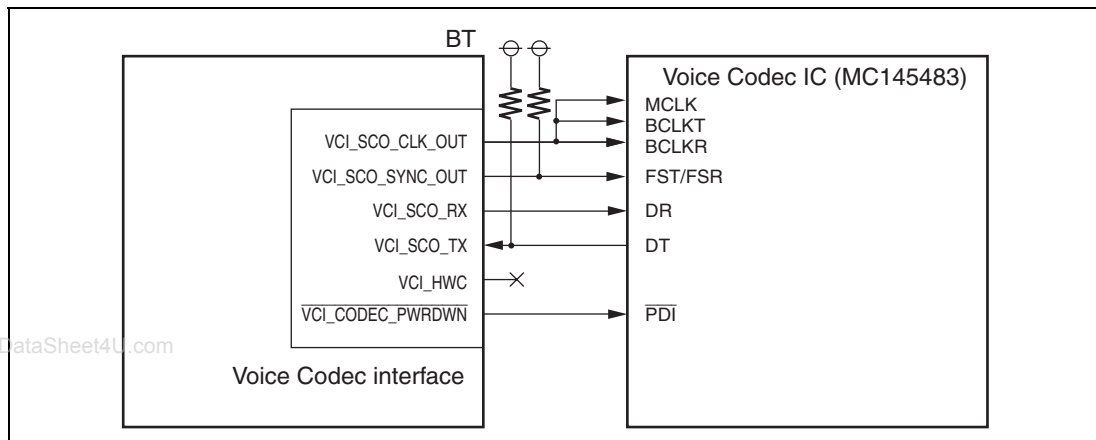 BT
Voice Codec IC (MC145483)
MCLK
BCLKT
VCI_SCO_CLK_OUT
BCLKR
VCI_SCO_SYNC_OUT
FST/FSR
VCI_SCO_RX
DR
VCI_SCO_TX
DT
VCI_HWC
VCI_CODEC_PWRDWN
PDI
DataSheet4U.com
Voice Codec interface